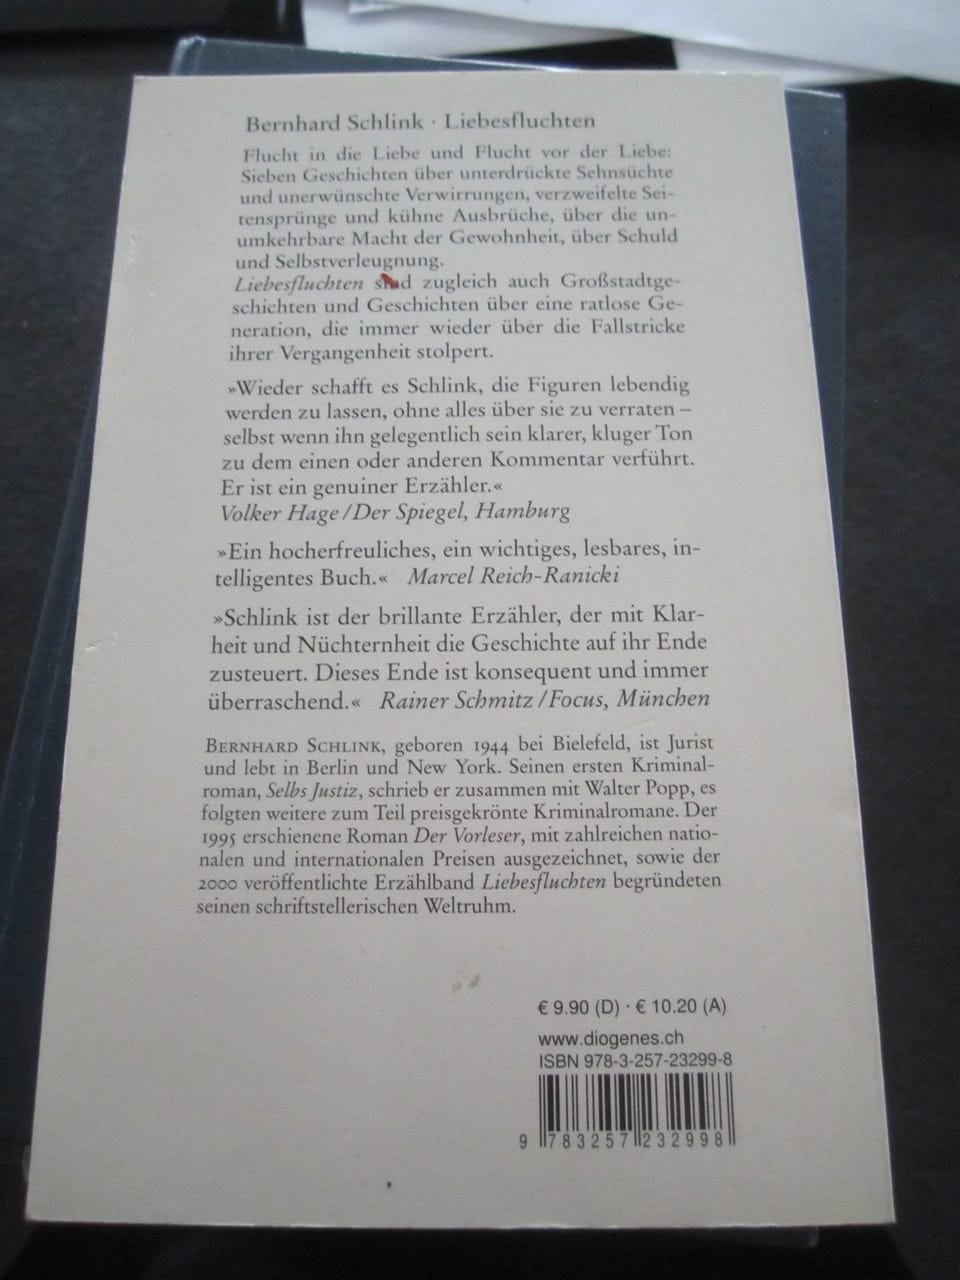 Bernhard Schlink · Liebesfluchten
Flucht in die Liebe und Flucht vor der Liebe:
Sieben Geschichten über unterdrückte Sehnsüchte
und unerwünschte Verwirrungen, verzweifelte Sei-
tensprünge und kühne Ausbrüche, über die un-
umkehrbare Macht der Gewohnheit, über Schuld
und Selbstverleugnung.
Liebesfluchten sind zugleich auch Großstadtge-
schichten und Geschichten über eine ratlose Ge-
neration, die immer wieder über die Fallstricke
ihrer Vergangenheit stolpert.
»Wieder schafft es Schlink, die Figuren lebendig
werden zu lassen, ohne alles über sie zu verraten –
selbst wenn ihn gelegentlich sein klarer, kluger Ton
zu dem einen oder anderen Kommentar verführt.
Er ist ein genuiner Erzähler.«
Volker Hage/Der Spiegel, Hamburg
»Ein hocherfreuliches, ein wichtiges, lesbares, in-
telligentes Buch.« Marcel Reich-Ranicki
»Schlink ist der brillante Erzähler, der mit Klar-
heit und Nüchternheit die Geschichte auf ihr Ende
zusteuert. Dieses Ende ist konsequent und immer
überraschend.« Rainer Schmitz/Focus, München
BERNHARD SCHLINK, geboren 1944 bei Bielefeld, ist Jurist
und lebt in Berlin und New York. Seinen ersten Kriminal-
roman, Selbs Justiz, schrieb er zusammen mit Walter Popp, es
folgten weitere zum Teil preisgekrönte Kriminalromane. Der
1995 erschienene Roman Der Vorleser, mit zahlreichen natio-
nalen und internationalen Preisen ausgezeichnet, sowie der
2000 veröffentlichte Erzählband Liebesfluchten begründeten
seinen schriftstellerischen Weltruhm.
€ 9.90 (D) · € 10.20 (A)
www.diogenes.ch
ISBN 978-3-257-23299-8
9 783257 232998